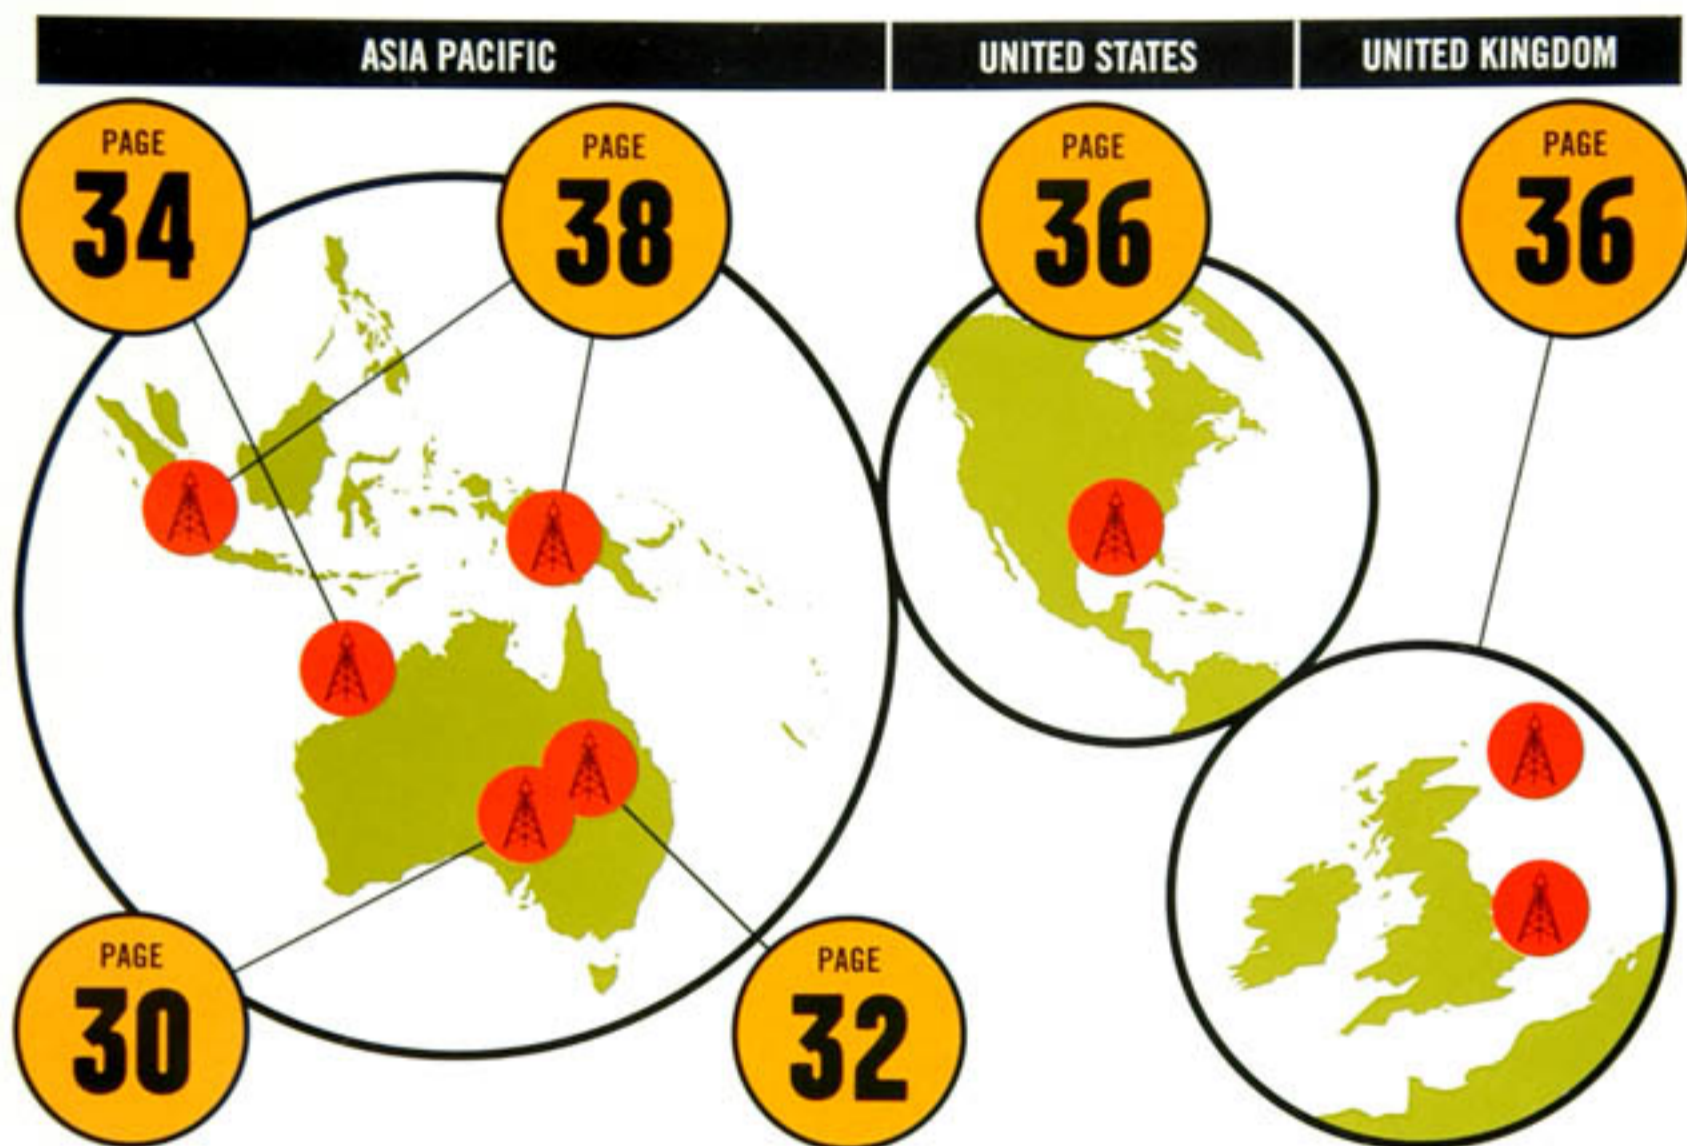 ASIA PACIFIC
UNITED STATES
UNITED KINGDOM
PAGE
34
PAGE
38
PAGE
36
PAGE
36
PAGE
30
PAGE
32